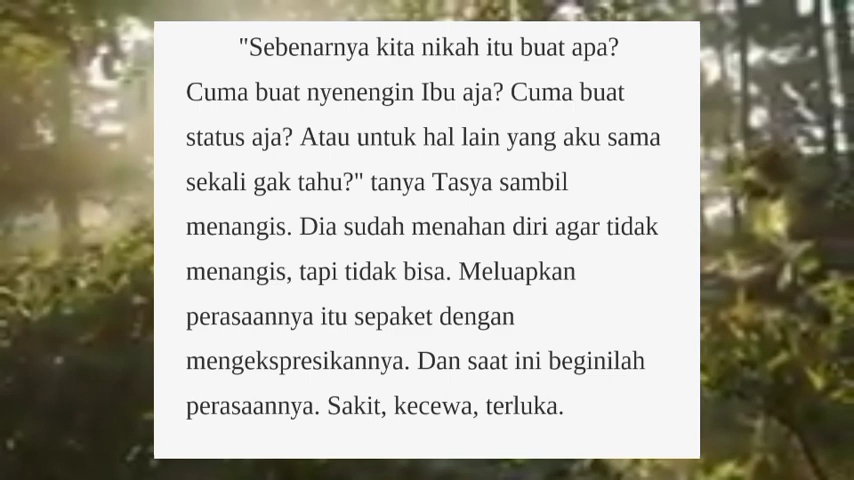 "Sebenarnya kita nikah itu buat apa?
Cuma buat nyenengin Ibu aja? Cuma buat
status aja? Atau untuk hal lain yang aku sama
sekali gak tahu?" tanya Tasya sambil
menangis. Dia sudah menahan diri agar tidak
menangis, tapi tidak bisa. Meluapkan
perasaannya itu sepaket dengan
mengekspresikannya. Dan saat ini beginilah
perasaannya. Sakit, kecewa, terluka.